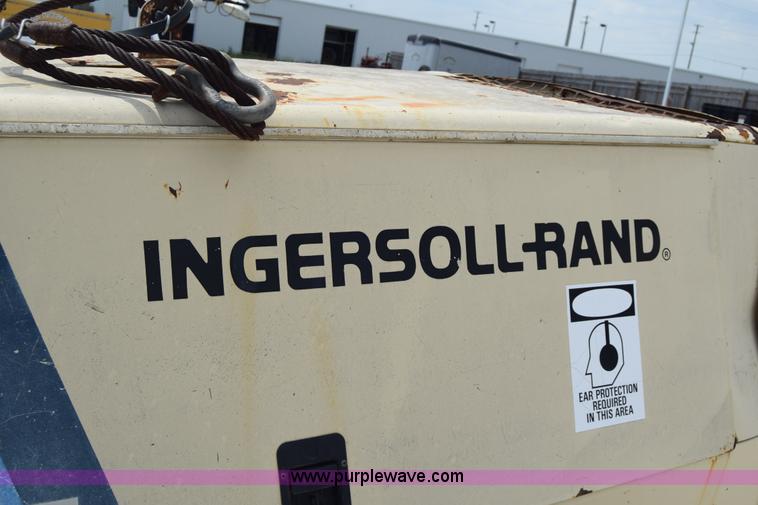 INGERSOLL-RAND®
EAR PROTECTION
REQUIRED
IN THIS AREA
www.purplewave.com